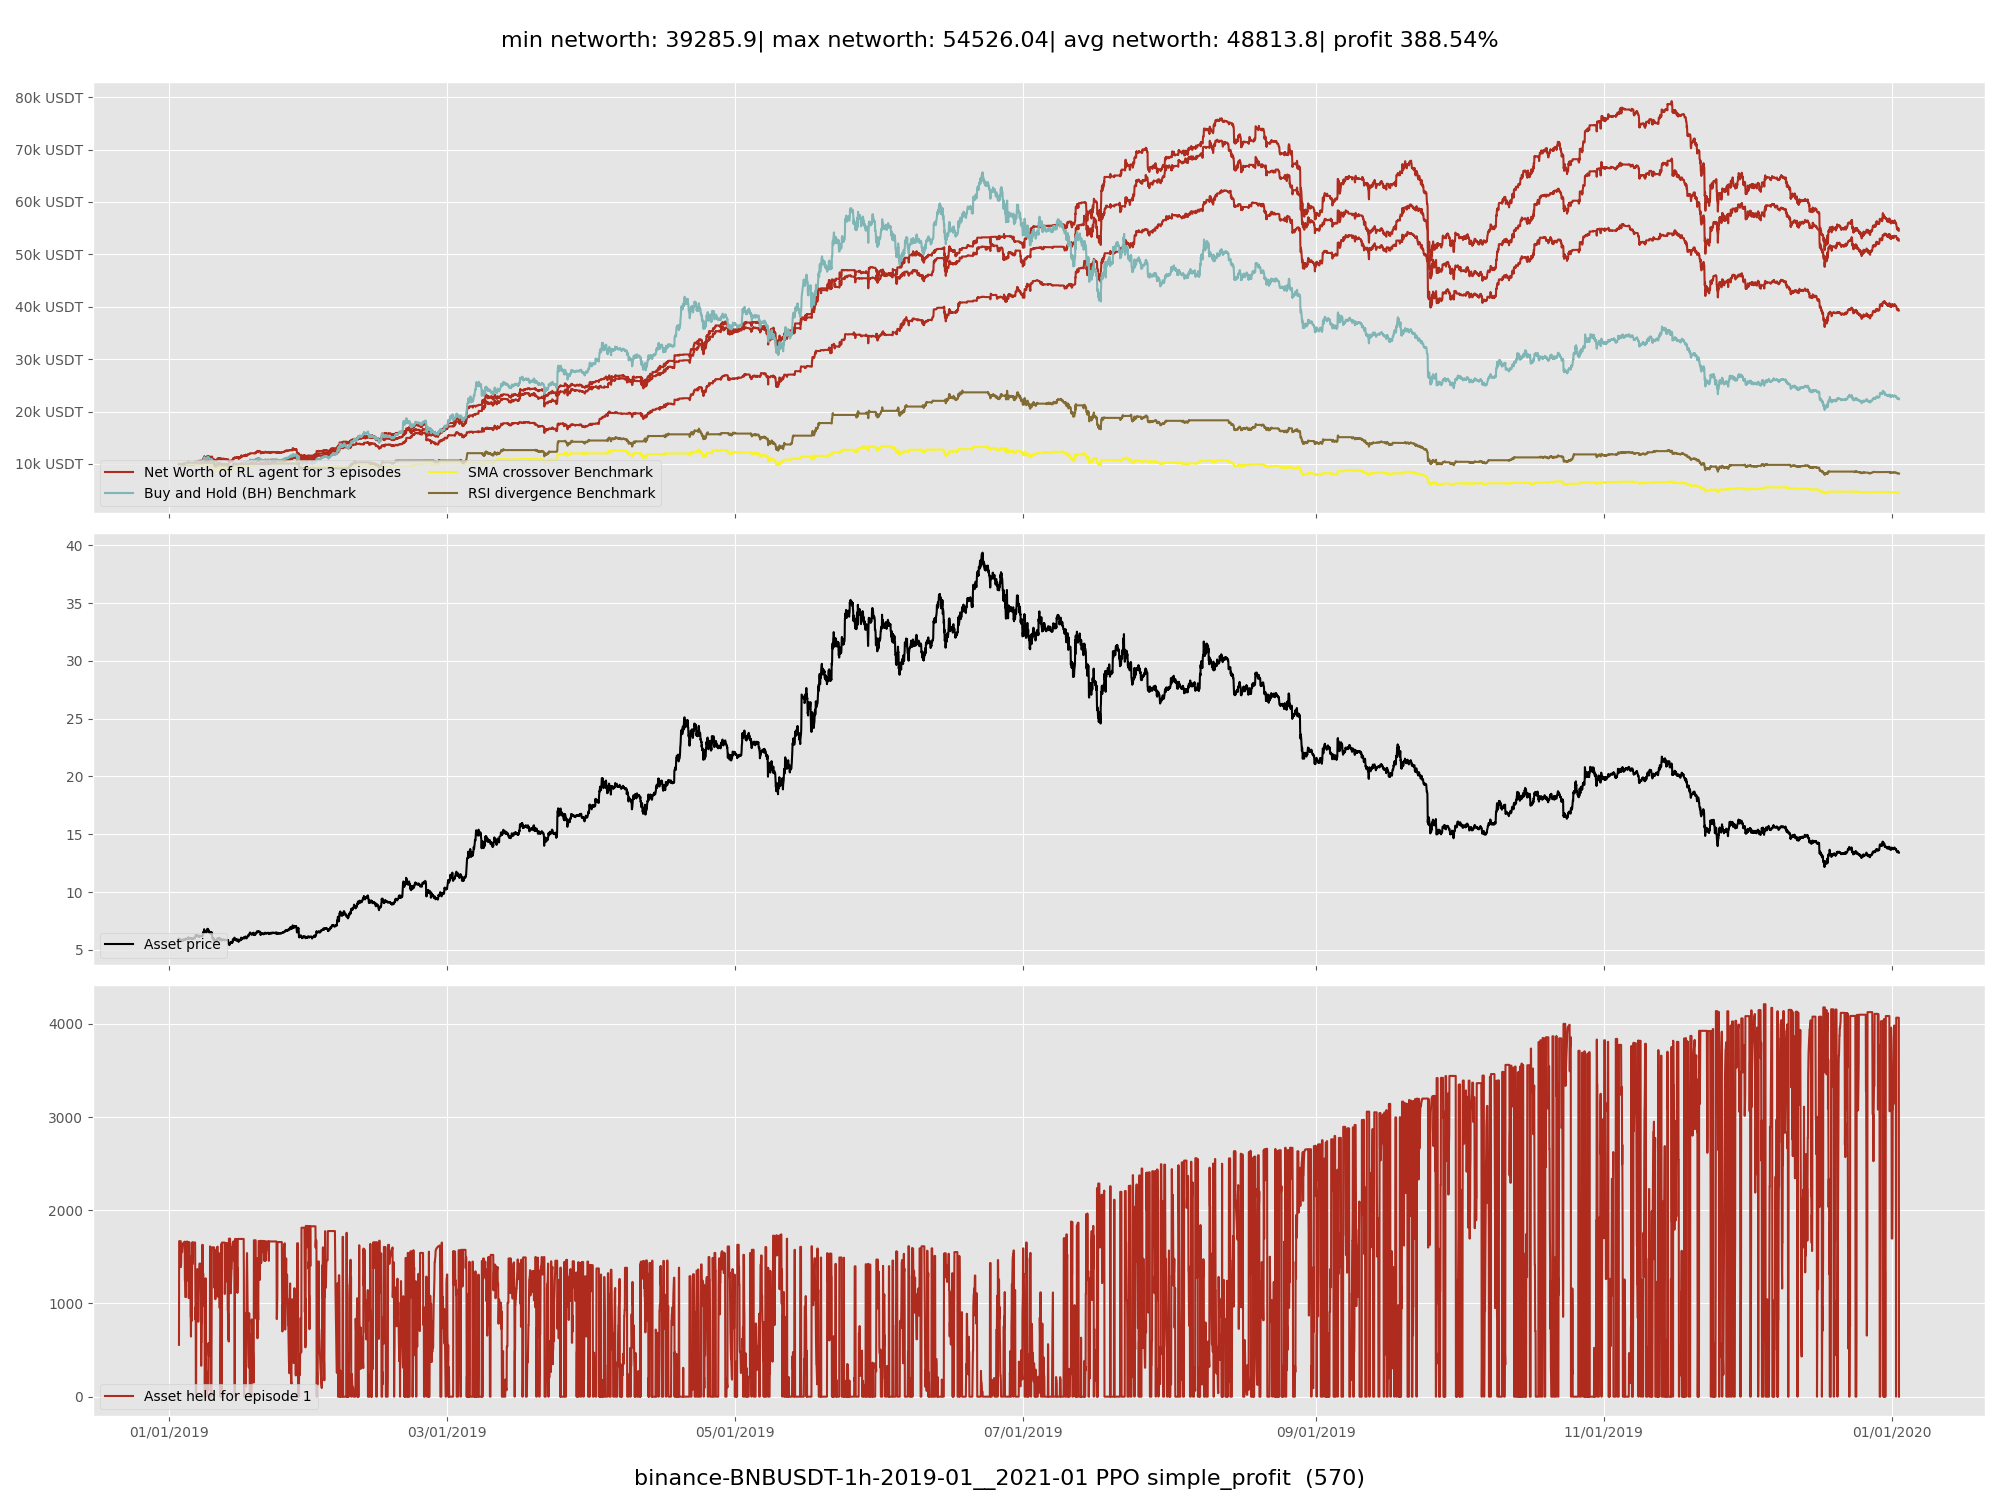 min networth: 39285.9| max networth: 54526.04| avg networth: 48813.8| profit 388.54%
80k USDT
70k USDT
60k USDT
50k USDT
40k USDT
30k USDT
20k USDT
10k USDT
Net Worth of RL agent for 3 episodes
Buy and Hold (BH) Benchmark
SMA crossover Benchmark
RSI divergence Benchmark
40
35
30
25
20
15
10
5
Asset price
4000
3000
2000
1000
0
Asset held for episode 1
01/01/2019 03/01/2019 05/01/2019 07/01/2019 09/01/2019 11/01/2019 01/01/2020
binance-BNBUSDT-1h-2019-01__2021-01 PPO simple_profit (570)